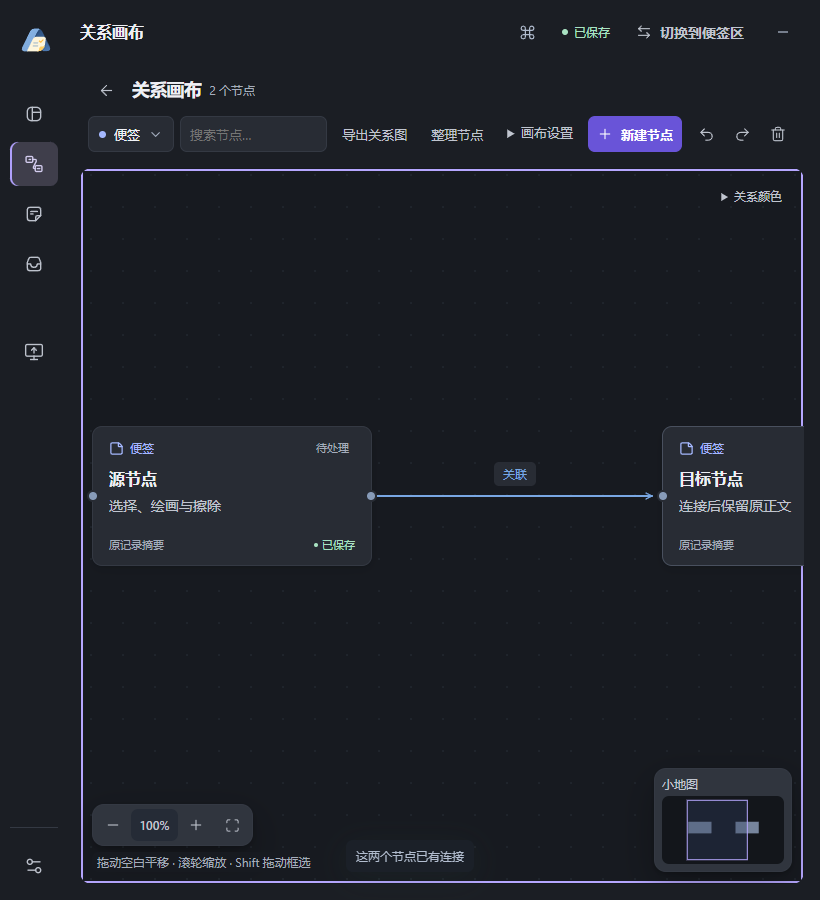 关系画布
已保存
切换到便签区
关系画布 2 个节点
便签
搜索节点...
导出关系图
整理节点
画布设置
新建节点
关系颜色
便签 待处理
源节点
选择、绘画与擦除
原记录摘要 已保存
关联
便签
目标节点
连接后保留原正文
原记录摘要
小地图
100%
拖动空白平移 · 滚轮缩放 · Shift 拖动框选
这两个节点已有连接